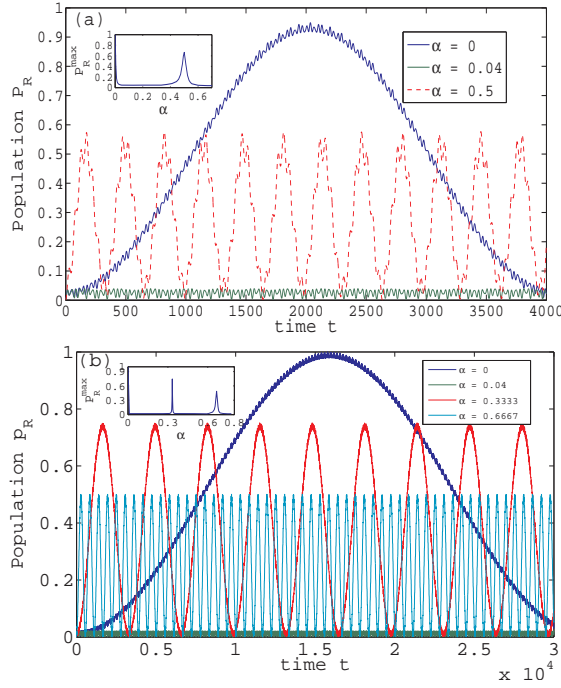 (a)
Population p_R
1
0.9
0.8
0.7
0.6
0.5
0.4
0.3
0.2
0.1
0
0 500 1000 1500 2000 2500 3000 3500 4000
time t
p_R^max
1
0.8
0.6
0.4
0.2
0
0 0.2 0.4 0.6
α
α = 0
α = 0.04
α = 0.5
(b)
Population p_R
1
0.8
0.6
0.4
0.2
0
0 0.5 1 1.5 2 2.5 3
time t
x 10^4
p_R^max
1
0.9
0.6
0.3
0
0 0.3 0.6 0.8
α
α = 0
α = 0.04
α = 0.3333
α = 0.6667